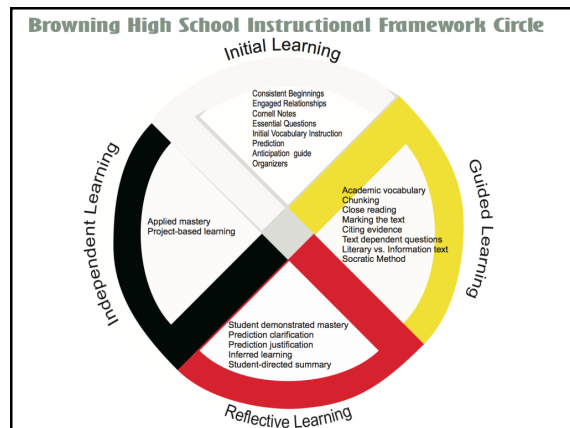 Browning High School Instructional Framework Circle
Initial Learning
Consistent Beginnings
Engaged Relationships
Cornell Notes
Essential Questions
Initial Vocabulary Instruction
Prediction
Anticipation guide
Organizers
Guided Learning
Academic vocabulary
Chunking
Close reading
Marking the text
Citing evidence
Text dependent questions
Literary vs. Information text
Socratic Method
Reflective Learning
Student demonstrated mastery
Prediction clarification
Prediction justification
Inferred learning
Student-directed summary
Independent Learning
Applied mastery
Project-based learning